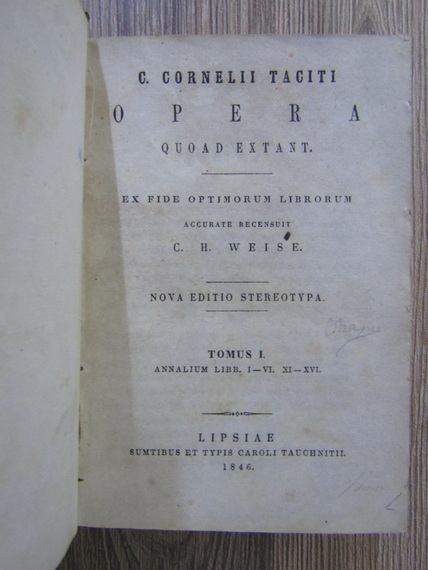 C. CORNELII TACITI
OPERA
QUOAD EXTANT.
EX FIDE OPTIMORUM LIBRORUM
ACCURATE RECENSUIT
C. H. WEISE.
NOVA EDITIO STEREOTYPA.
TOMUS I.
ANNALIUM LIBB. I—VI. XI—XVI.
LIPSIAE
SUMTIBUS ET TYPIS CAROLI TAUCHNITII.
1846.